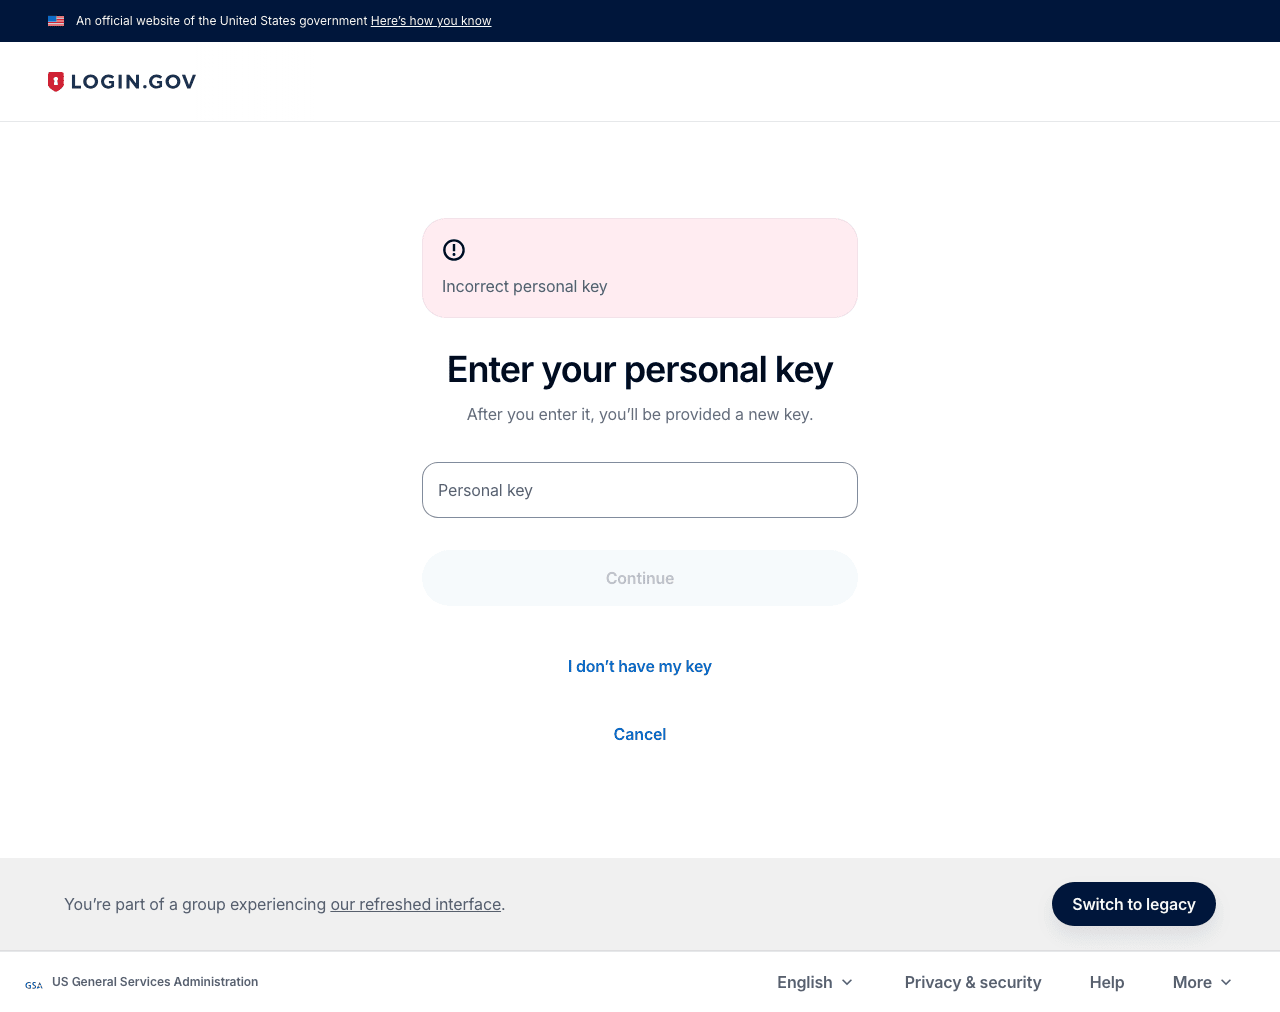 An official website of the United States government Here’s how you know
LOGIN.GOV
Incorrect personal key
Enter your personal key
After you enter it, you’ll be provided a new key.
Personal key
Continue
I don’t have my key
Cancel
You’re part of a group experiencing our refreshed interface.
Switch to legacy
GSA US General Services Administration
English
Privacy & security
Help
More